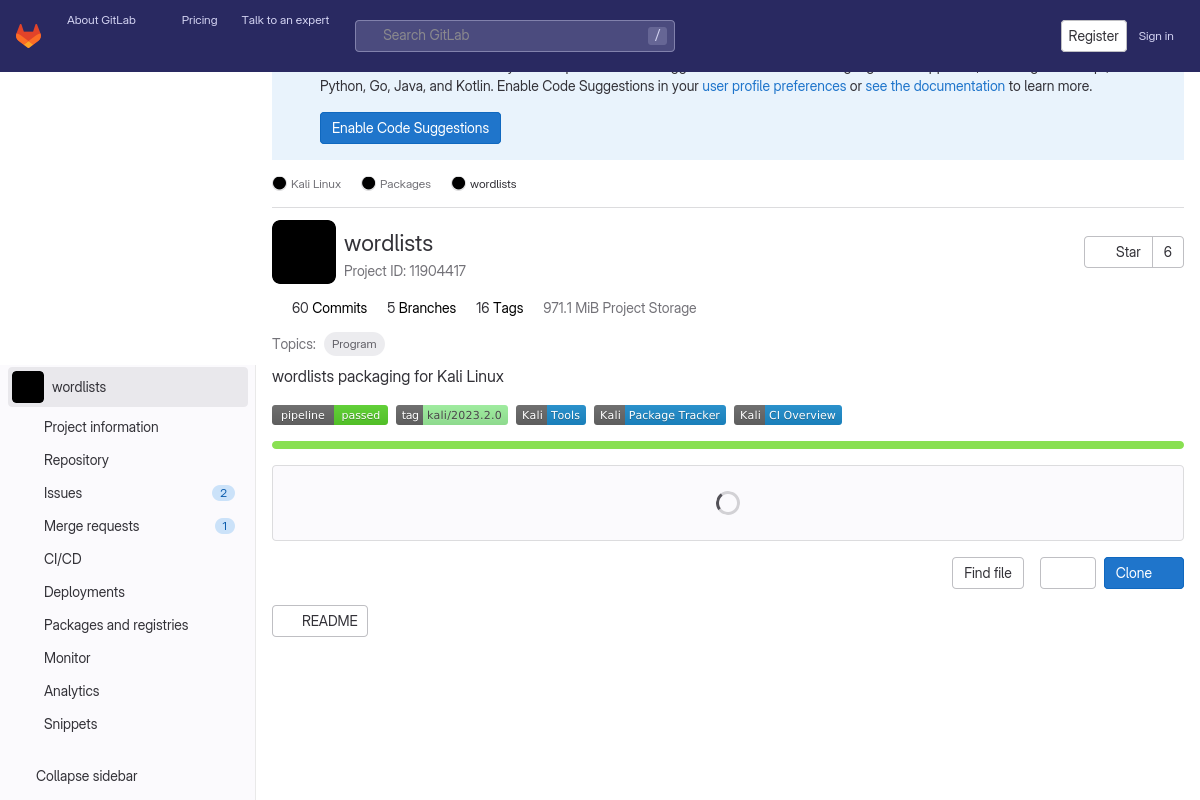 About GitLab
Pricing
Talk to an expert
Search GitLab
/
Register
Sign in
Python, Go, Java, and Kotlin. Enable Code Suggestions in your user profile preferences or see the documentation to learn more.
Enable Code Suggestions
Kali Linux
Packages
wordlists
wordlists
Project ID: 11904417
Star
6
60 Commits
5 Branches
16 Tags
971.1 MiB Project Storage
Topics:
Program
wordlists packaging for Kali Linux
pipeline passed
tag kali/2023.2.0
Kali Tools
Kali Package Tracker
Kali CI Overview
Find file
Clone
README
wordlists
Project information
Repository
Issues
2
Merge requests
1
CI/CD
Deployments
Packages and registries
Monitor
Analytics
Snippets
Collapse sidebar